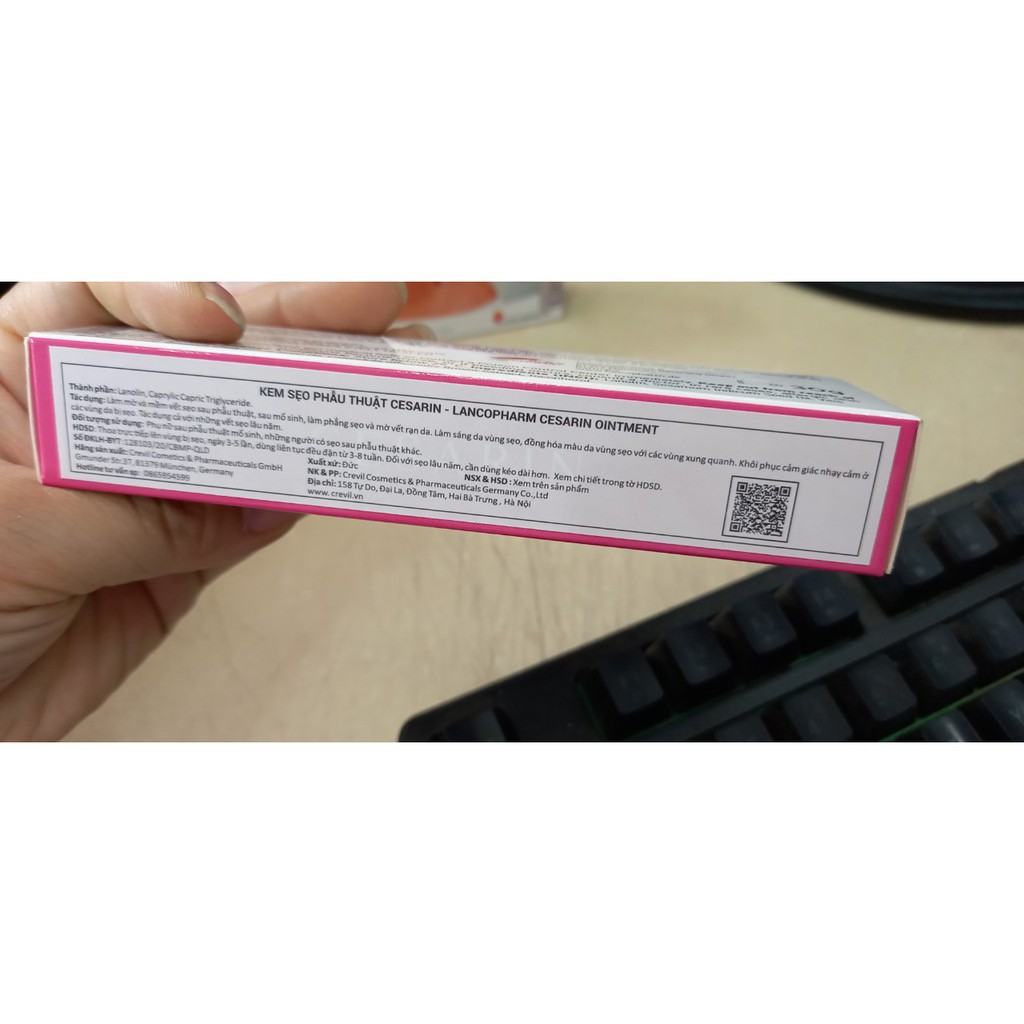 KEM SẸO PHẪU THUẬT CESARIN - LANCOPHARM CESARIN OINTMENT
Thành phần: Lanolin, Caprylic Capric Triglyceride.
Tác dụng: Làm mờ và mềm vết sẹo sau phẫu thuật, sau mổ sinh, làm phẳng sẹo và mờ vết rạn da. Làm sáng da vùng sẹo, đồng hóa màu da vùng sẹo với các vùng xung quanh. Khôi phục cảm giác nhạy cảm ở
các vùng da bị sẹo. Tác dụng cả với những vết sẹo lâu năm.
Đối tượng sử dụng: Phụ nữ sau phẫu thuật mổ sinh, những người có sẹo sau phẫu thuật khác.
HDSD: Thoa trực tiếp lên vùng bị sẹo, ngày 3-5 lần, dùng liên tục đều đặn từ 3-8 tuần. Đối với sẹo lâu năm, cần dùng kéo dài hơn. Xem chi tiết trong tờ HDSD.
Số ĐKLH-BYT: 128103/20/CBMP-QLD
Hãng sản xuất: Crevil Cosmetics & Pharmaceuticals GmbH
Gmunder Str.37, 81379 München, Germany
Hotline tư vấn sp: 0865954599
Xuất xứ: Đức
NSX & HSD : Xem trên sản phẩm
NK & PP: Crevil Cosmetics & Pharmaceuticals Germany Co.,Ltd
Địa chỉ: 158 Tự Do, Đại La, Đồng Tâm, Hai Bà Trưng , Hà Nội
www. crevil.vn